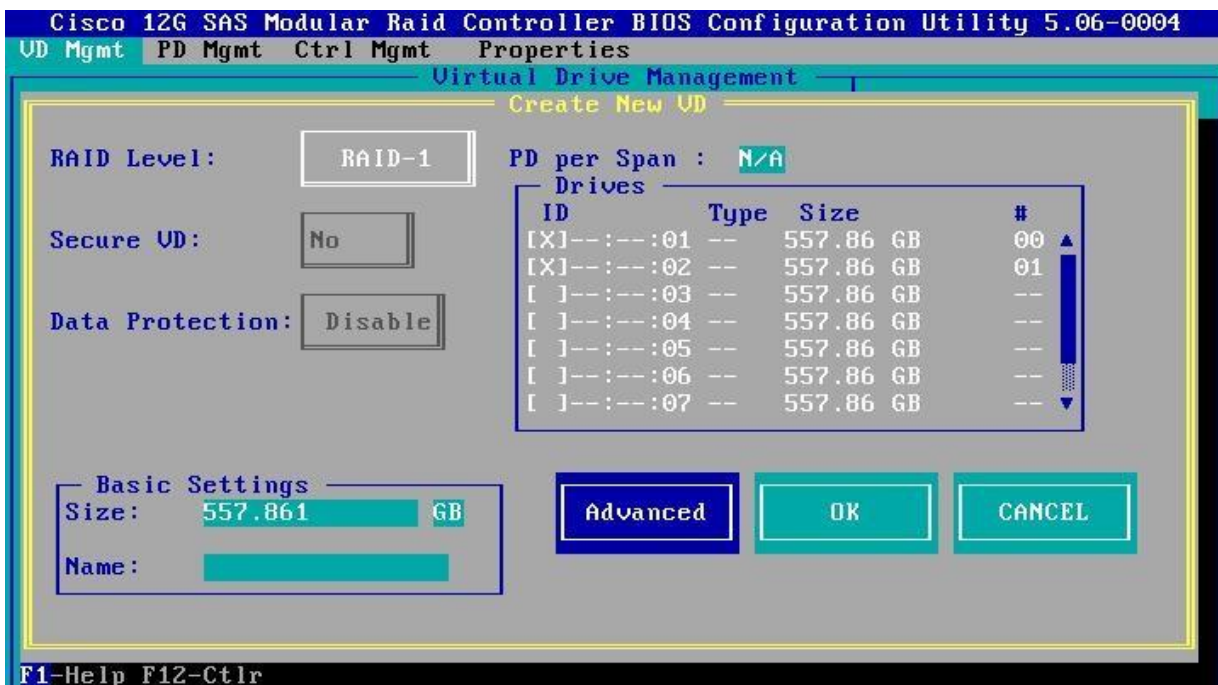 Cisco 12G SAS Modular Raid Controller BIOS Configuration Utility 5.06-0004
VD Mgmt PD Mgmt Ctrl Mgmt Properties
Virtual Drive Management
Create New VD
RAID Level: RAID-1 PD per Span : N/A
Drives
ID Type Size #
Secure VD: No
[X]--:--:01 -- 557.86 GB 00
[X]--:--:02 -- 557.86 GB 01
[ ]--:--:03 -- 557.86 GB --
Data Protection: Disable
[ ]--:--:04 -- 557.86 GB --
[ ]--:--:05 -- 557.86 GB --
[ ]--:--:06 -- 557.86 GB --
[ ]--:--:07 -- 557.86 GB --
Basic Settings
Size: 557.861 GB
Name:
Advanced OK CANCEL
F1-Help F12-Ctlr